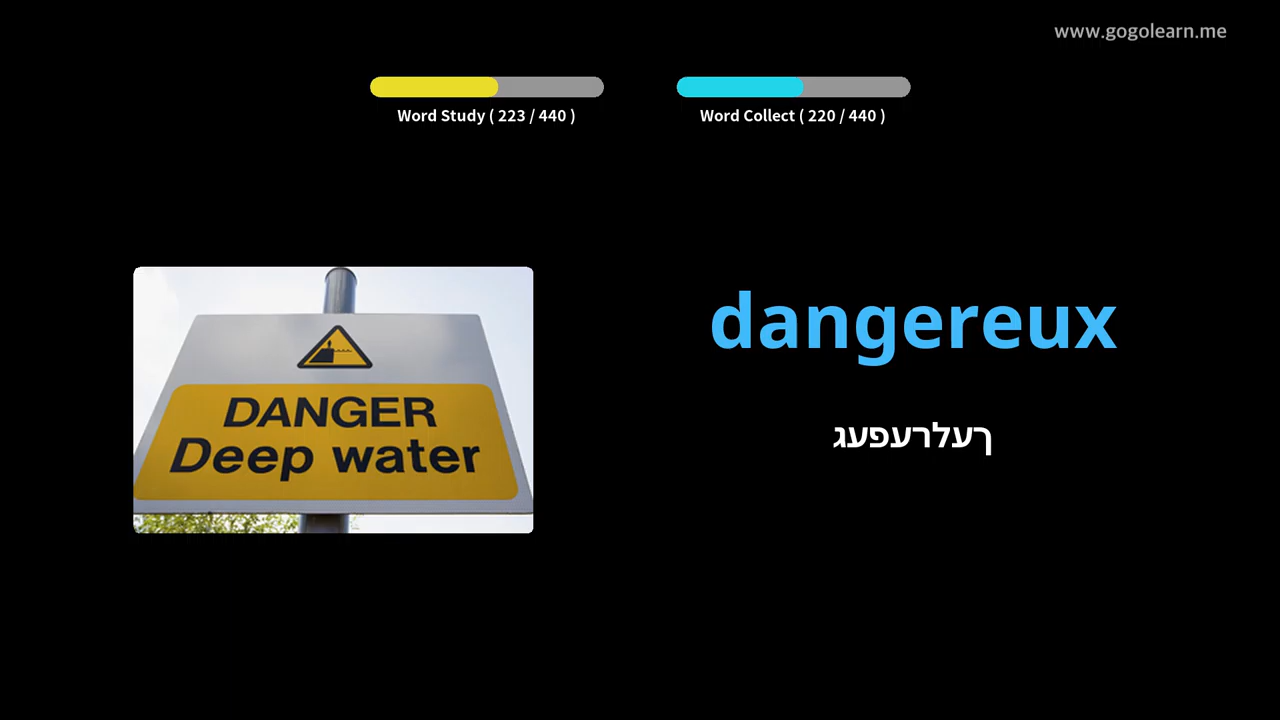 www.gogolearn.me
Word Study ( 223 / 440 )
Word Collect ( 220 / 440 )
DANGER
Deep water
dangereux
ךעלרעפעג